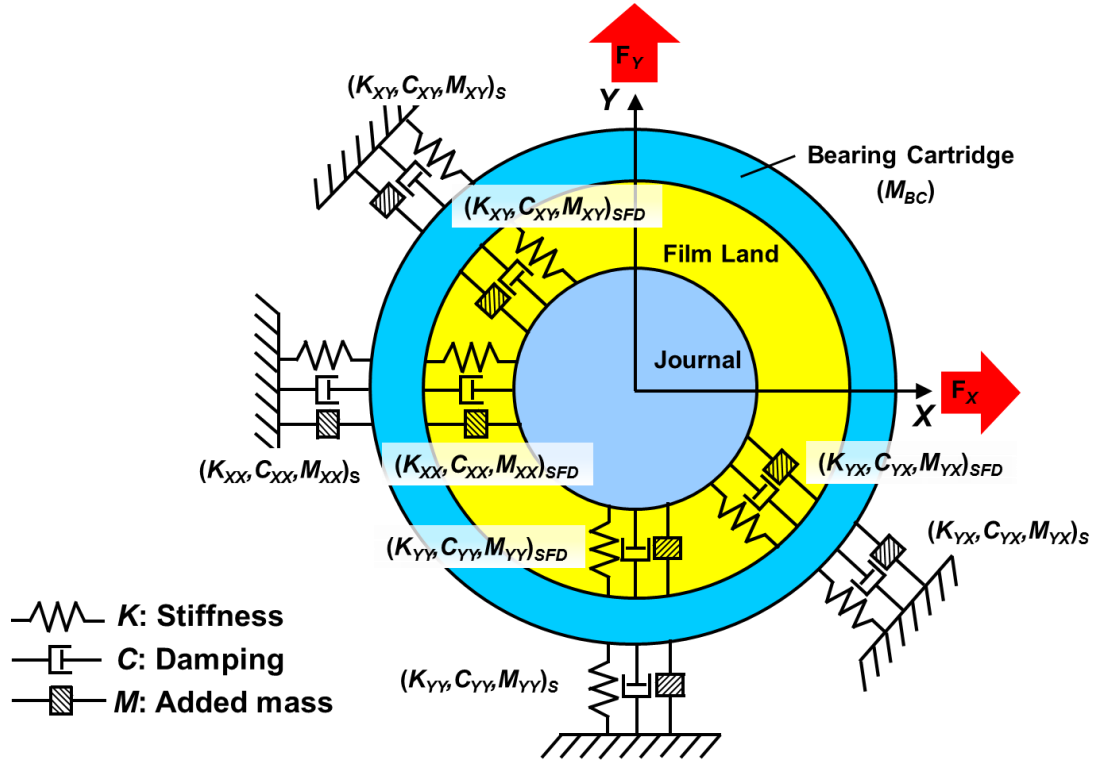 F_Y
(K_XY, C_XY, M_XY)_S
Y
Bearing Cartridge
(M_BC)
(K_XY, C_XY, M_XY)_SFD
Film Land
Journal
F_X
X
(K_XX, C_XX, M_XX)_S
(K_XX, C_XX, M_XX)_SFD
(K_YX, C_YX, M_YX)_SFD
(K_YY, C_YY, M_YY)_SFD
(K_YX, C_YX, M_YX)_S
K: Stiffness
C: Damping
M: Added mass
(K_YY, C_YY, M_YY)_S